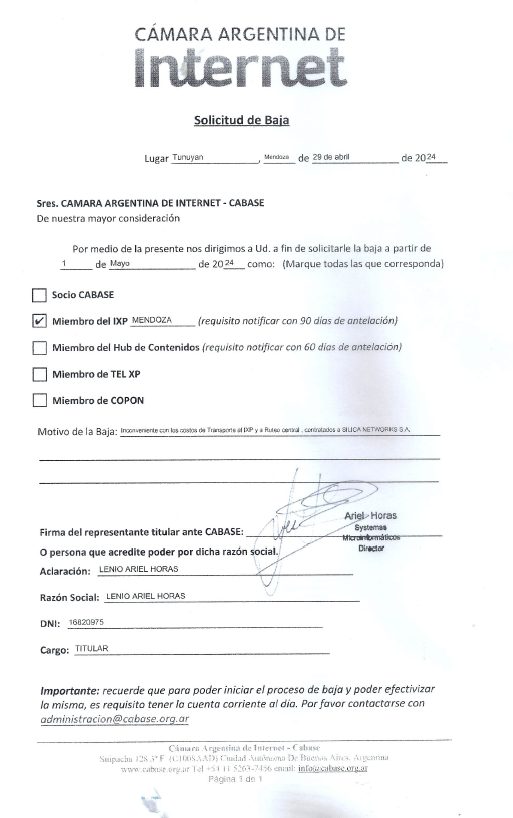 CÁMARA ARGENTINA DE
Internet
Solicitud de Baja
Lugar Tunuyan, Mendoza de 29 de abril de 2024
Sres. CAMARA ARGENTINA DE INTERNET - CABASE
De nuestra mayor consideración
Por medio de la presente nos dirigimos a Ud. a fin de solicitarle la baja a partir de
1 de Mayo de 2024 como: (Marque todas las que corresponda)
Socio CABASE
✔ Miembro del IXP MENDOZA (requisito notificar con 90 días de antelación)
Miembro del Hub de Contenidos (requisito notificar con 60 días de antelación)
Miembro de TEL XP
Miembro de COPON
Motivo de la Baja: Inconveniente con los costos de Transporte al IXP y a Ruteo central, contratados a SILICA NETWORKS S.A.
Ariel Horas
Systemas
Microinformáticos
Director
Firma del representante titular ante CABASE:
O persona que acredite poder por dicha razón social.
Aclaración: LENIO ARIEL HORAS
Razón Social: LENIO ARIEL HORAS
DNI: 16820975
Cargo: TITULAR
Importante: recuerde que para poder iniciar el proceso de baja y poder efectivizar
la misma, es requisito tener la cuenta corriente al día. Por favor contactarse con
administracion@cabase.org.ar
Cámara Argentina de Internet - Cabase
Suipacha 128 3° F (C1008AAD) Ciudad Autónoma De Buenos Aires. Argentina
www.cabase.org.ar Tel +54 11 5263-7456 email: info@cabase.org.ar
Página 1 de 1